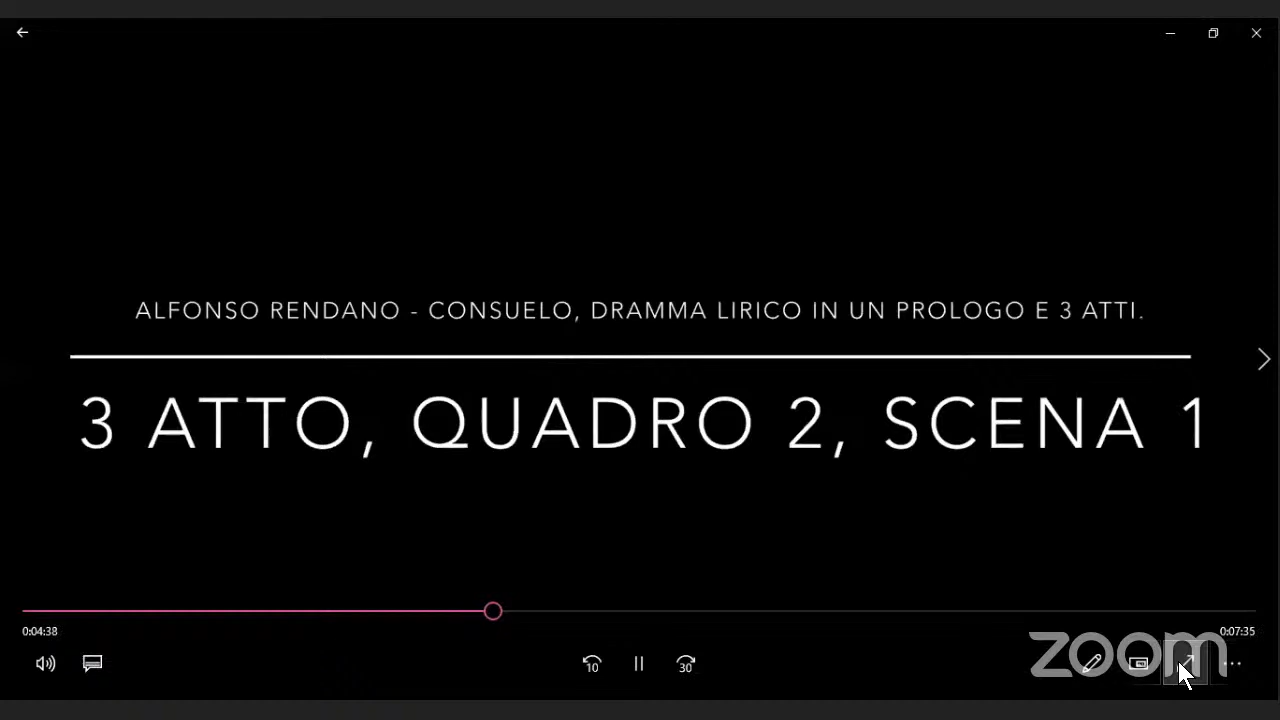 ALFONSO RENDANO - CONSUELO, DRAMMA LIRICO IN UN PROLOGO E 3 ATTI.
3 ATTO, QUADRO 2, SCENA 1
0:04:38
0:07:35
10
30
zoom